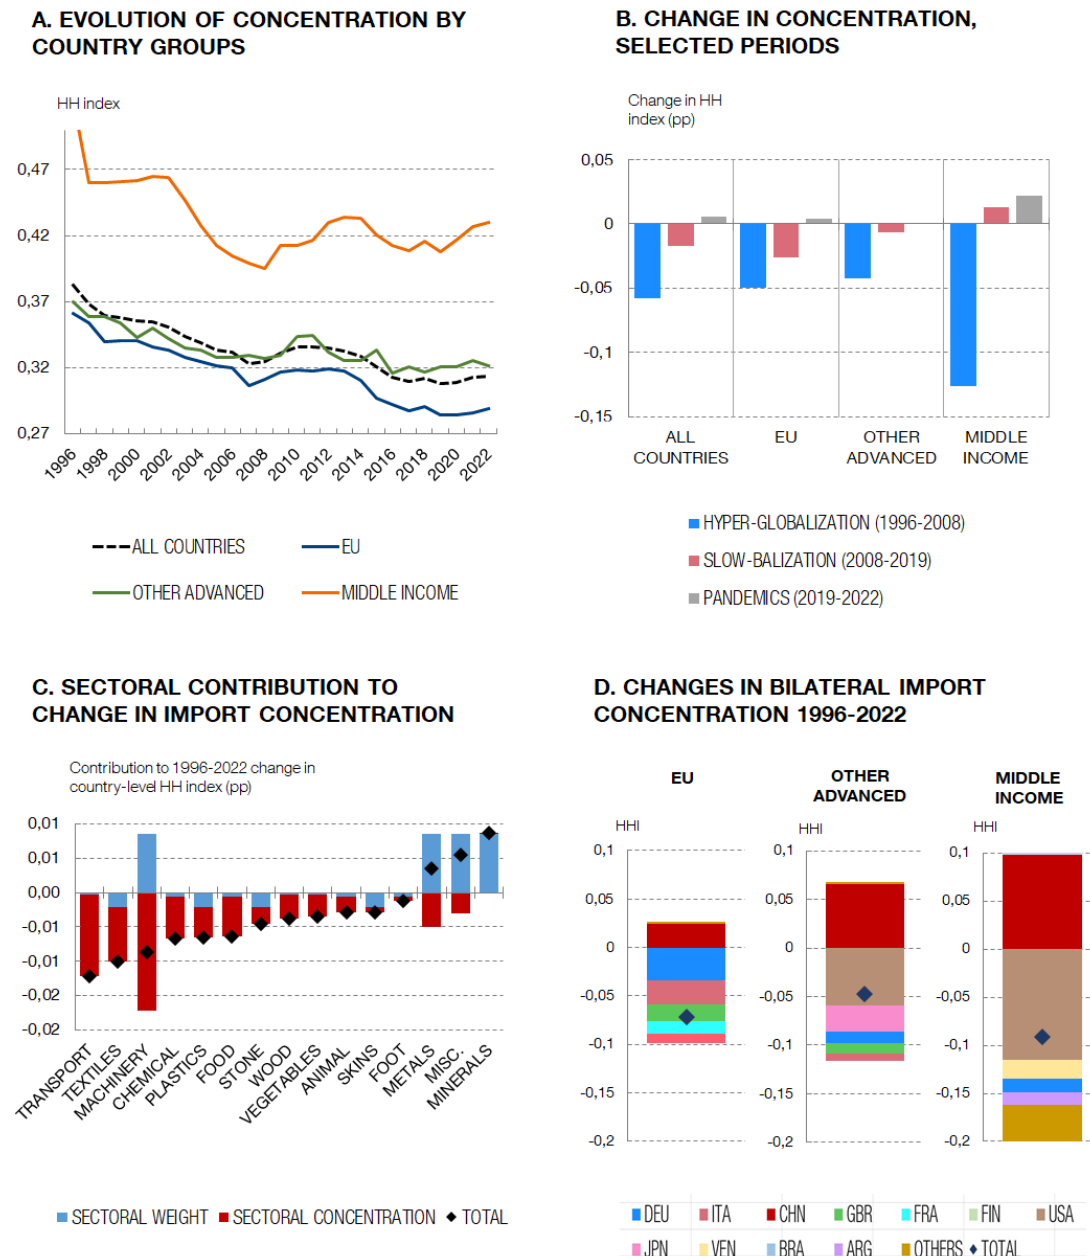 A. EVOLUTION OF CONCENTRATION BY
COUNTRY GROUPS
HH index
0,47
0,42
0,37
0,32
0,27
1996
1998
2000
2002
2004
2006
2008
2010
2012
2014
2016
2018
2020
2022
ALL COUNTRIES
EU
OTHER ADVANCED
MIDDLE INCOME
B. CHANGE IN CONCENTRATION,
SELECTED PERIODS
Change in HH
index (pp)
0,05
0
-0,05
-0,1
-0,15
ALL
COUNTRIES
EU
OTHER
ADVANCED
MIDDLE
INCOME
HYPER-GLOBALIZATION (1996-2008)
SLOW-BALIZATION (2008-2019)
PANDEMICS (2019-2022)
C. SECTORAL CONTRIBUTION TO
CHANGE IN IMPORT CONCENTRATION
Contribution to 1996-2022 change in
country-level HH index (pp)
0,01
0,01
0,00
-0,01
-0,01
-0,02
-0,02
TRANSPORT
TEXTILES
MACHINERY
CHEMICAL
PLASTICS
FOOD
STONE
WOOD
VEGETABLES
ANIMAL
SKINS
FOOT
METALS
MISC.
MINERALS
SECTORAL WEIGHT
SECTORAL CONCENTRATION
TOTAL
D. CHANGES IN BILATERAL IMPORT
CONCENTRATION 1996-2022
EU
HHI
0,1
0,05
0
-0,05
-0,1
-0,15
-0,2
OTHER
ADVANCED
HHI
0,1
0,05
0
-0,05
-0,1
-0,15
-0,2
MIDDLE
INCOME
HHI
0,1
0,05
0
-0,05
-0,1
-0,15
-0,2
DEU ITA CHN GBR FRA FIN USA
JPN VEN BRA ARG OTHERS TOTAL